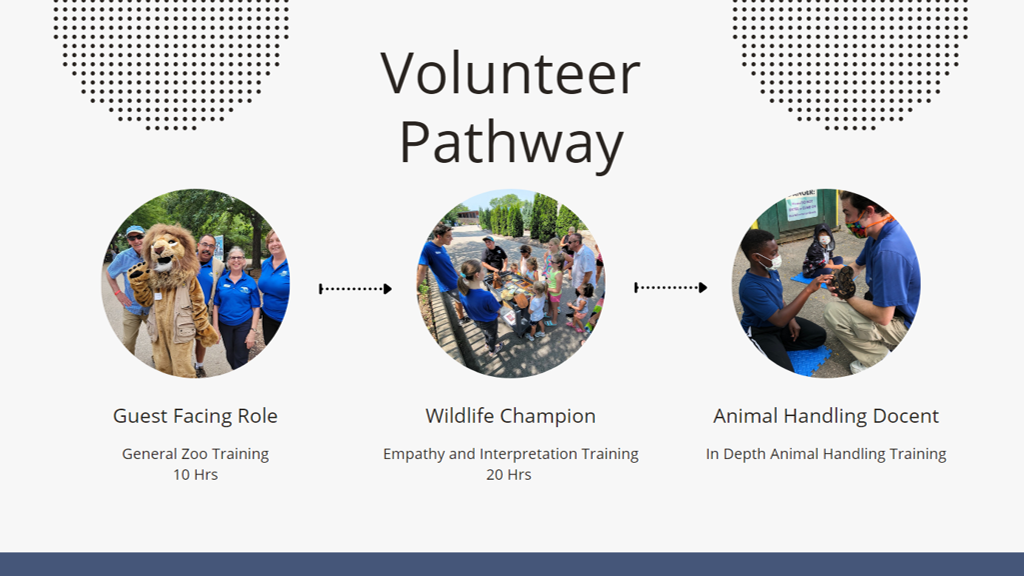 Volunteer
Pathway
Guest Facing Role
Wildlife Champion
Animal Handling Docent
General Zoo Training
10 Hrs
Empathy and Interpretation Training
20 Hrs
In Depth Animal Handling Training